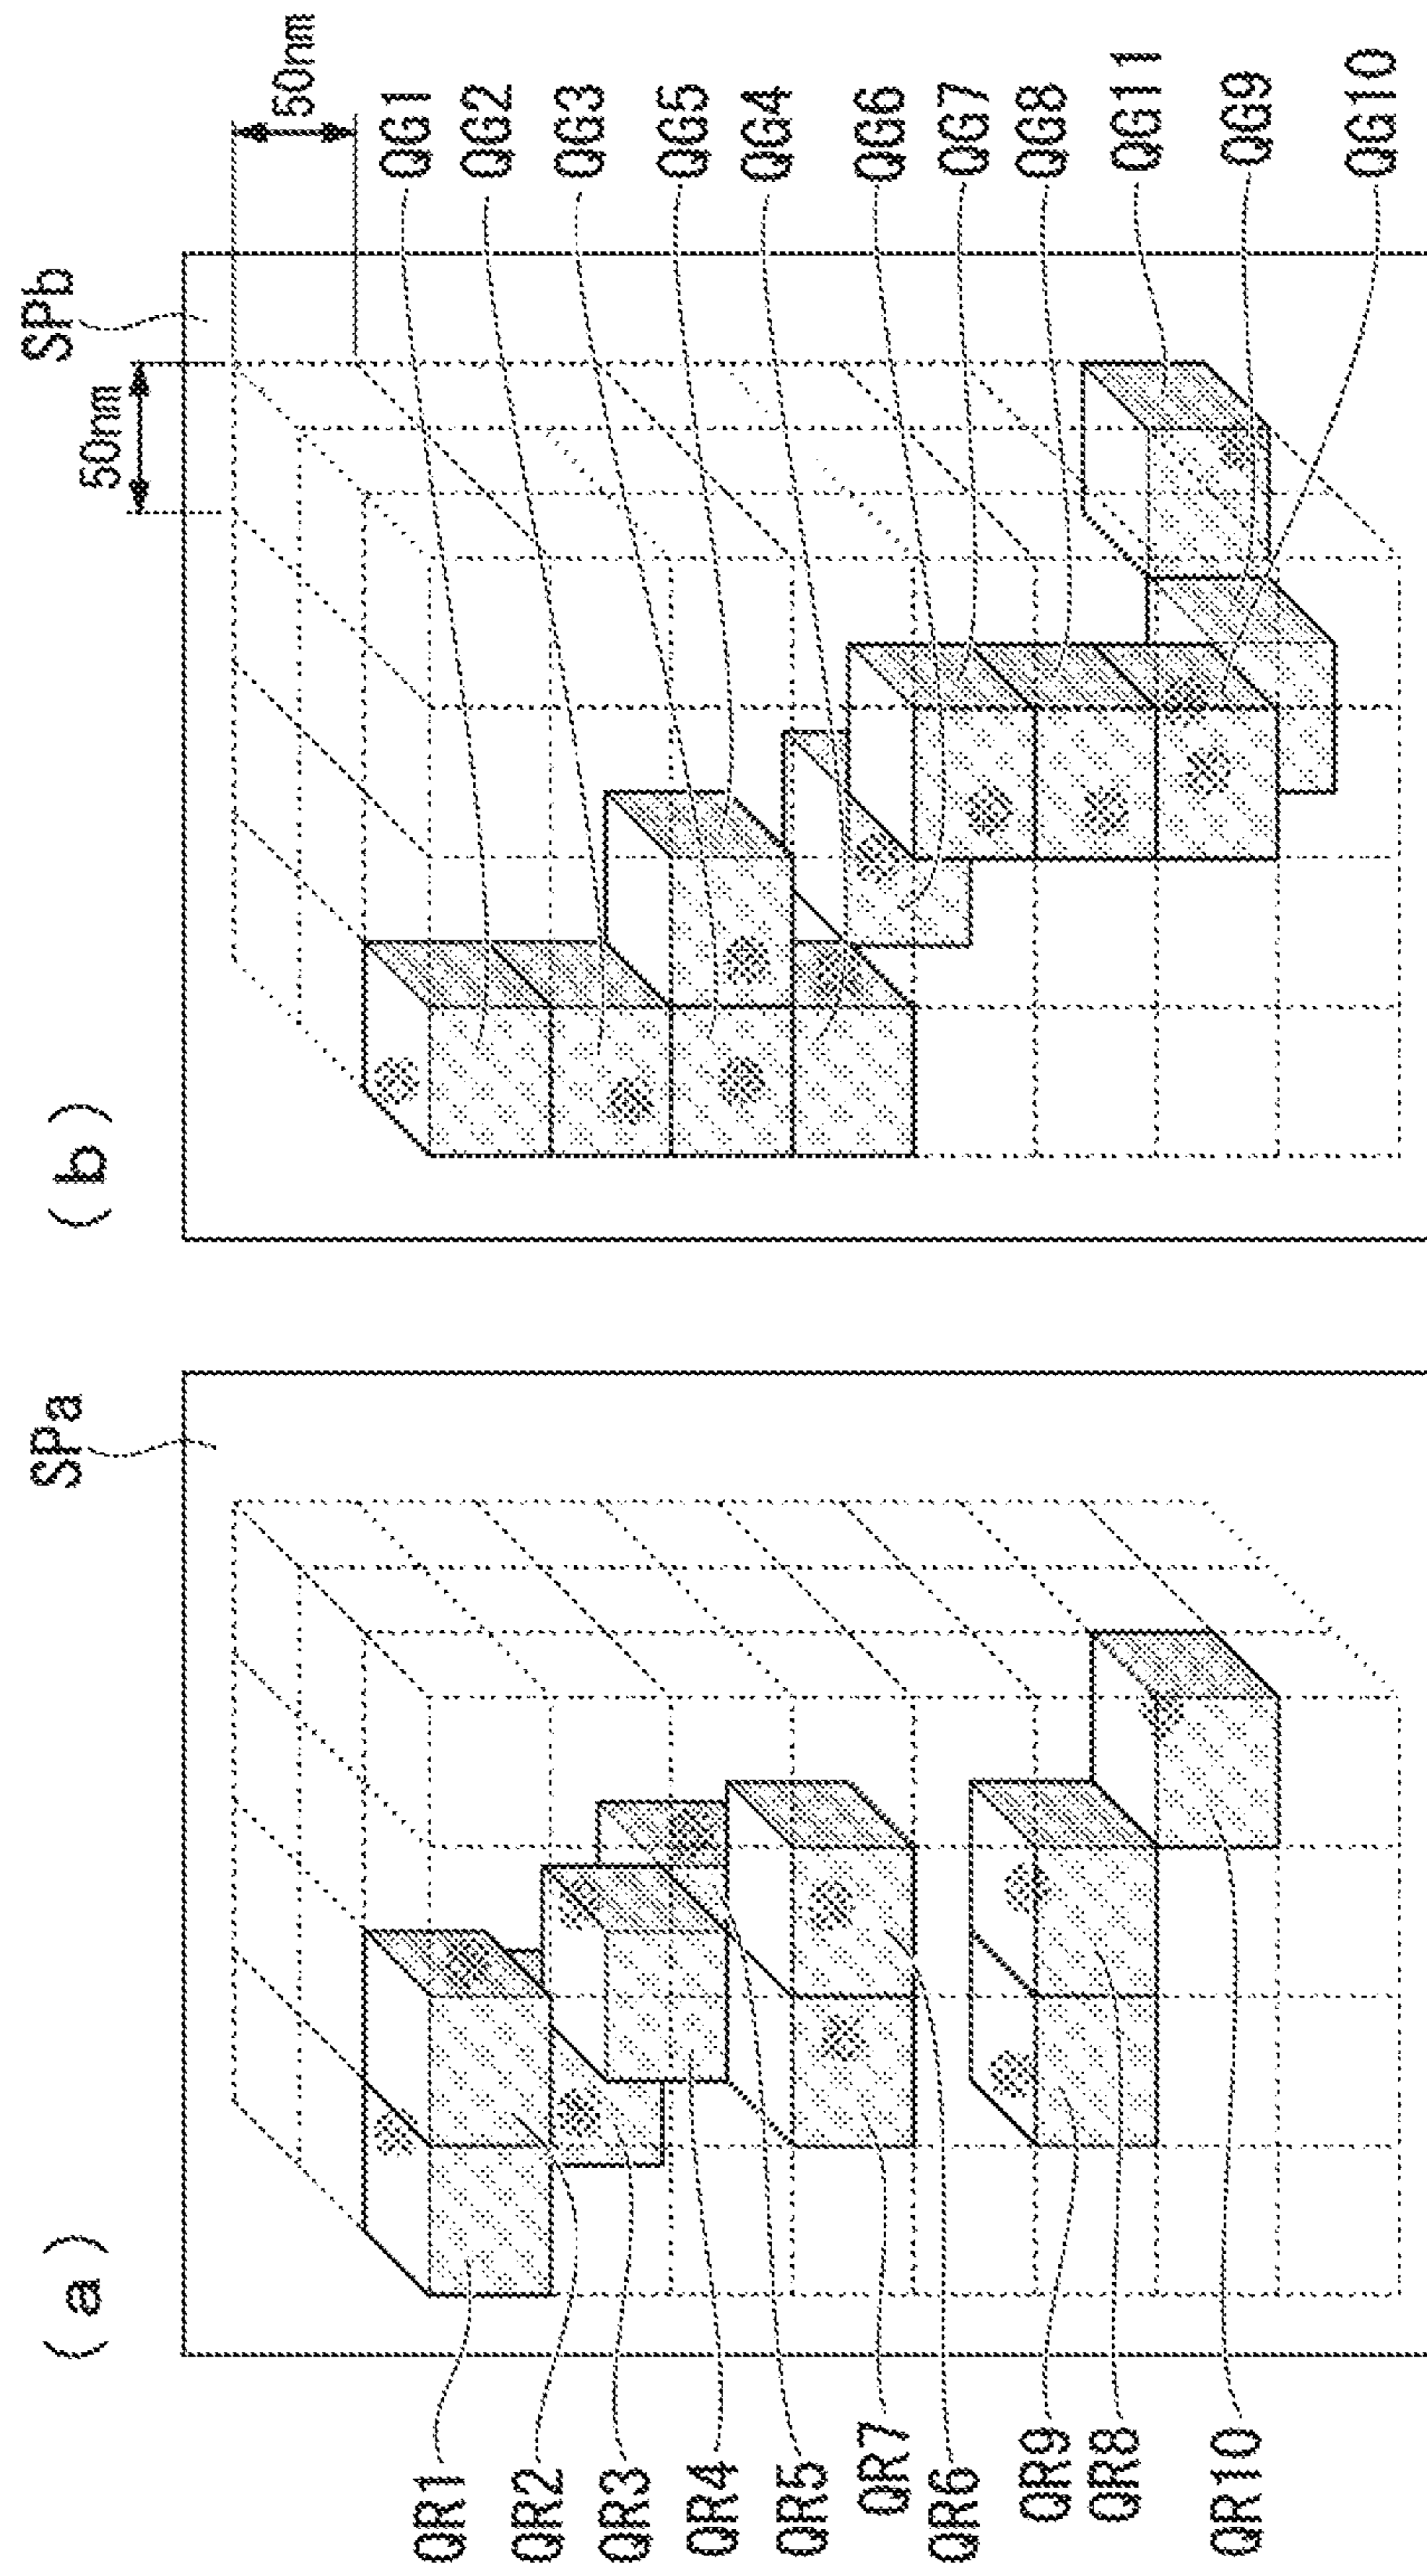 ( a )
SPa
QR1
QR2
QR3
QR4
QR5
QR7
QR6
QR9
QR8
QR10
( b )
SPb
50nm
50nm
QG1
QG2
QG3
QG5
QG4
QG6
QG7
QG8
QG11
QG9
QG10